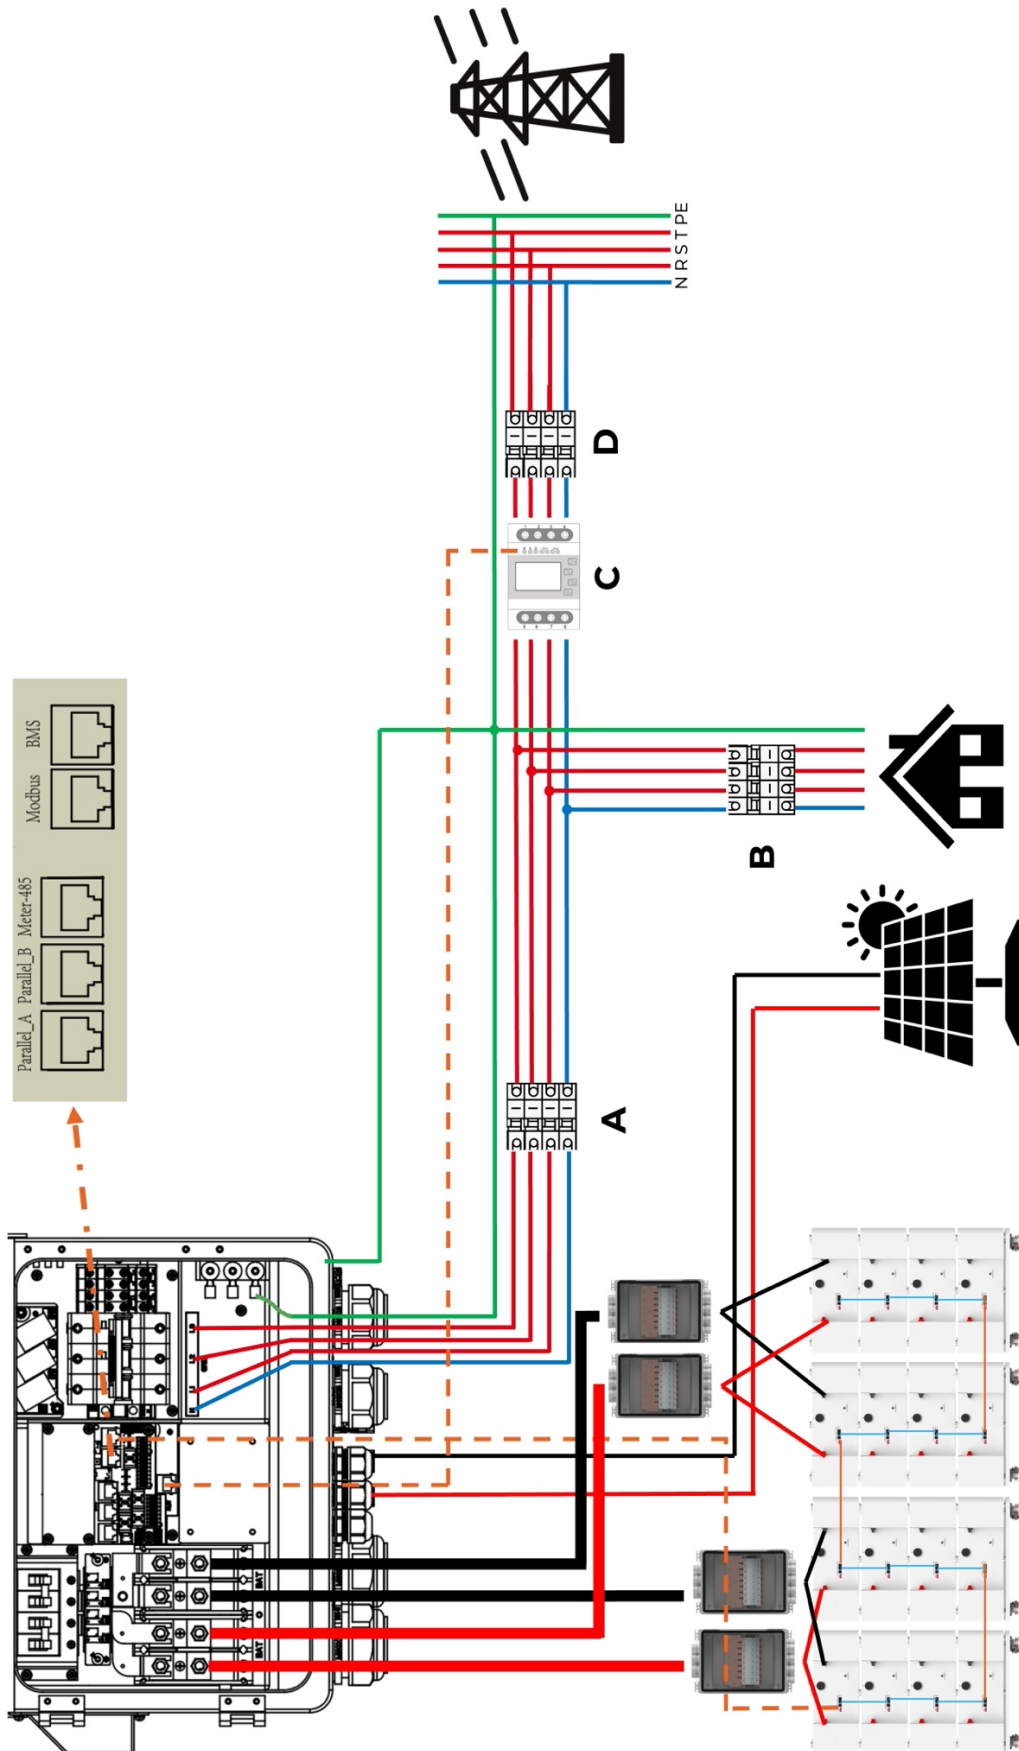 N R S T PE
D
C
BMS
Modbus
Meter-485
Parallel_B
Parallel_A
B
A
BAT
BAT